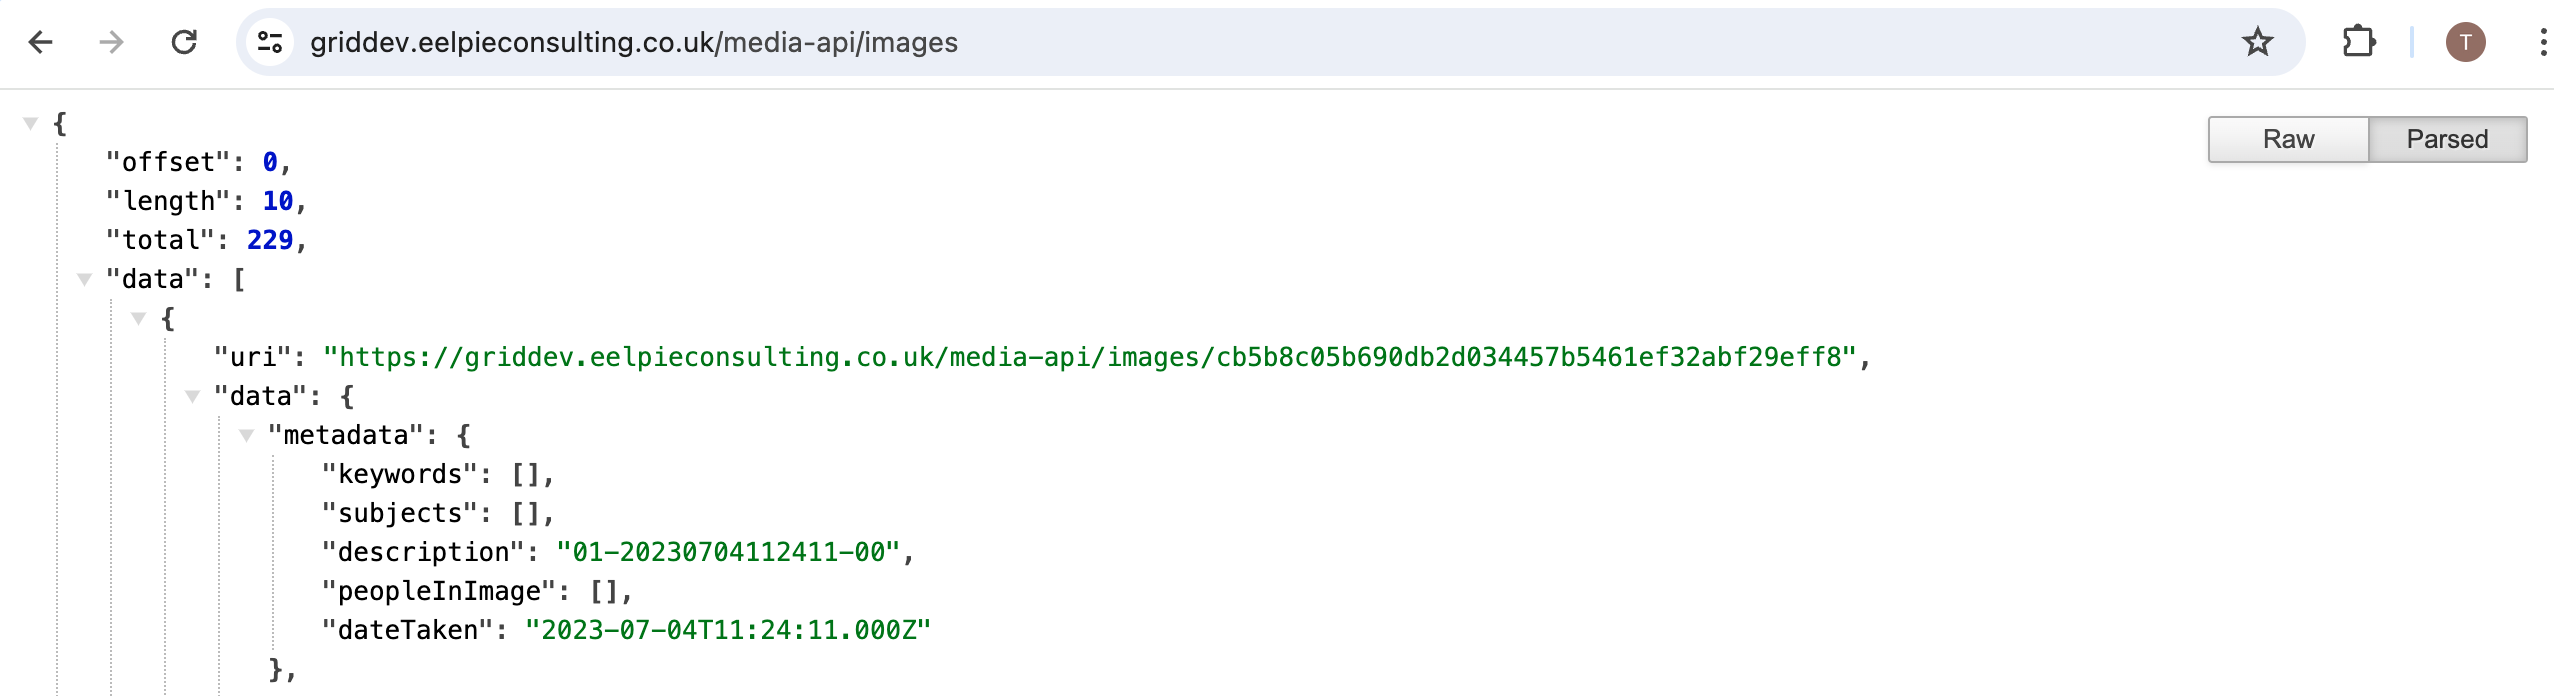 griddev.eelpieconsulting.co.uk/media-api/images
T
Raw
Parsed
{
"offset": 0,
"length": 10,
"total": 229,
"data": [
{
"uri": "https://griddev.eelpieconsulting.co.uk/media-api/images/cb5b8c05b690db2d034457b5461ef32abf29eff8",
"data": {
"metadata": {
"keywords": [],
"subjects": [],
"description": "01-20230704112411-00",
"peopleInImage": [],
"dateTaken": "2023-07-04T11:24:11.000Z"
},